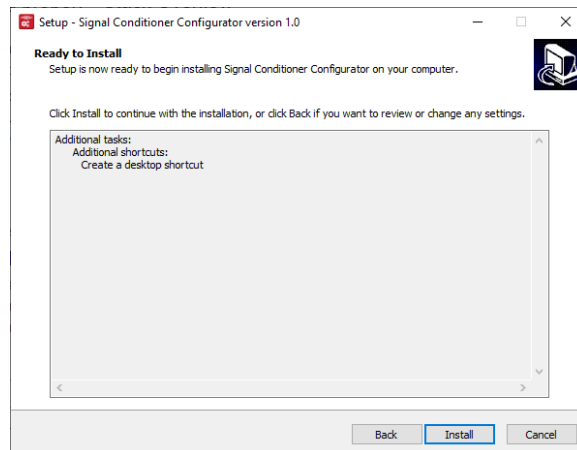 Setup - Signal Conditioner Configurator version 1.0
Ready to Install
Setup is now ready to begin installing Signal Conditioner Configurator on your computer.
Click Install to continue with the installation, or click Back if you want to review or change any settings.
Additional tasks:
Additional shortcuts:
Create a desktop shortcut
Back
Install
Cancel